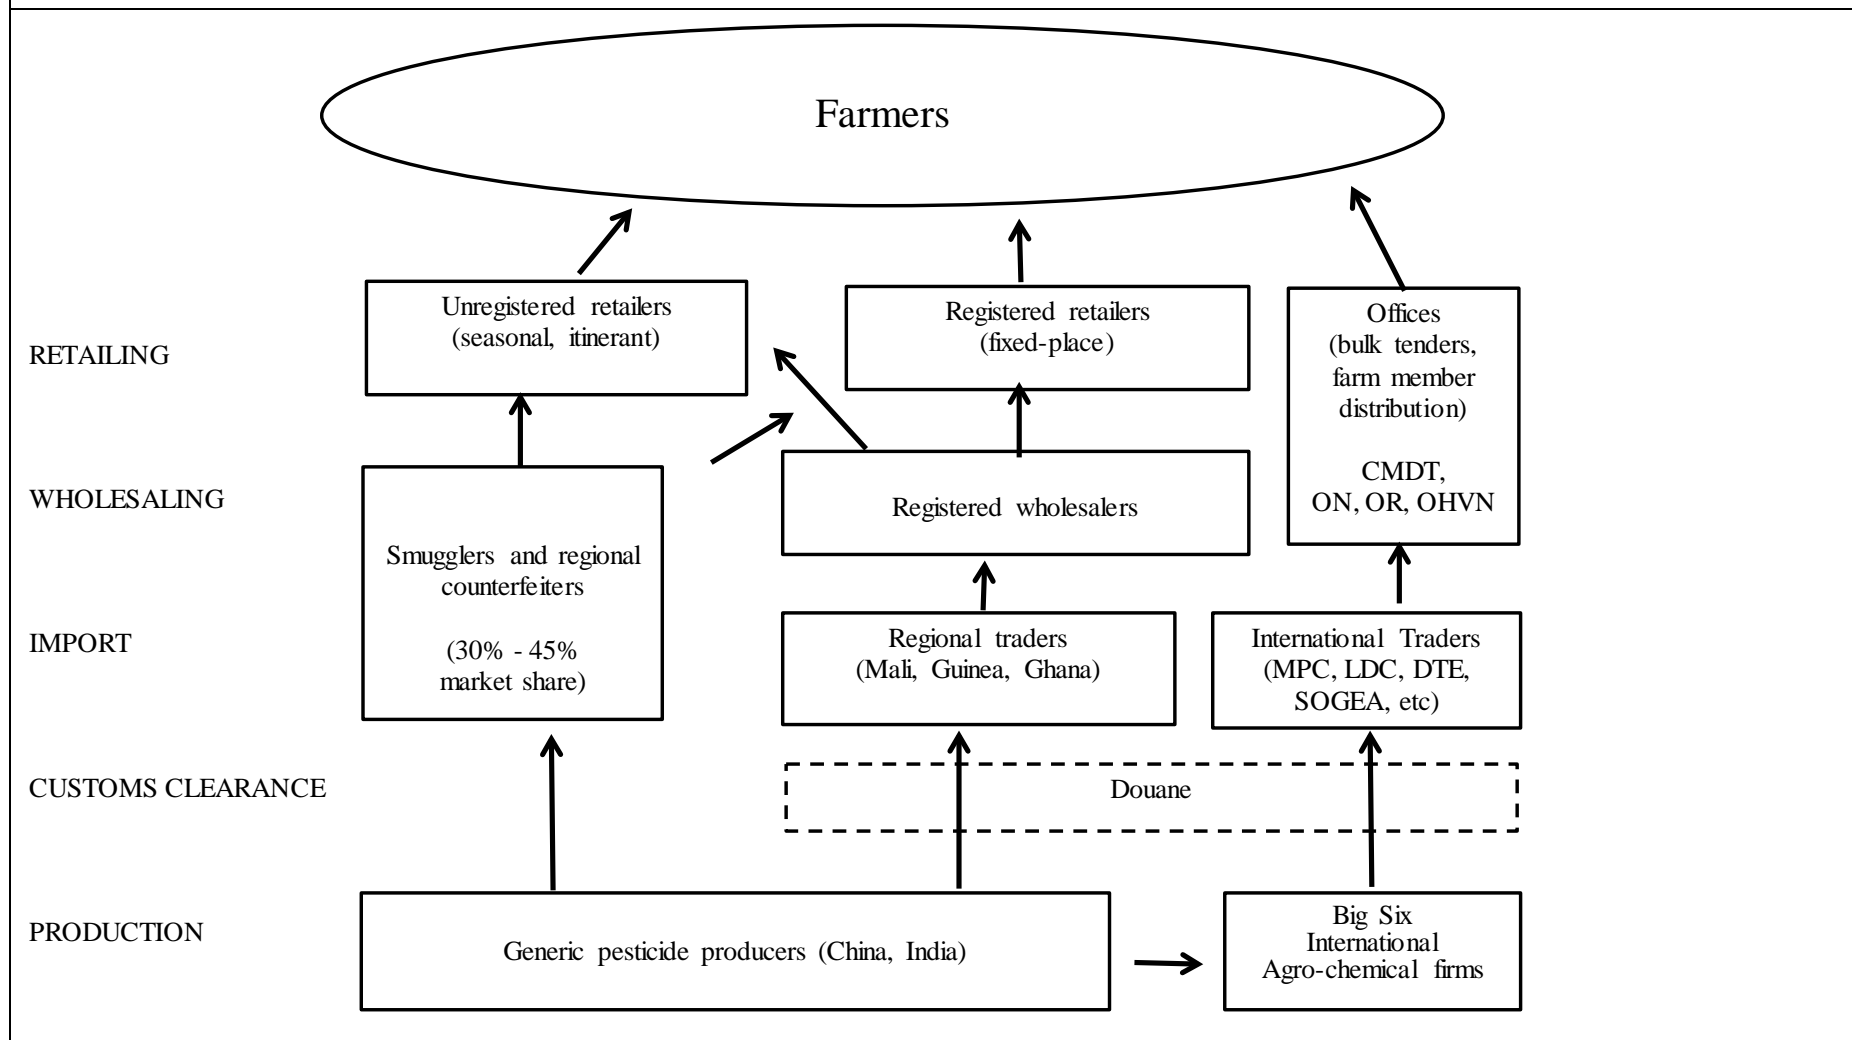 Farmers
RETAILING
Unregistered retailers
(seasonal, itinerant)
Registered retailers
(fixed-place)
Offices
(bulk tenders,
farm member
distribution)
CMDT,
ON, OR, OHVN
WHOLESALING
Registered wholesalers
Smugglers and regional
counterfeiters
(30% - 45%
market share)
IMPORT
Regional traders
(Mali, Guinea, Ghana)
International Traders
(MPC, LDC, DTE,
SOGEA, etc)
CUSTOMS CLEARANCE
Douane
PRODUCTION
Generic pesticide producers (China, India)
Big Six
International
Agro-chemical firms